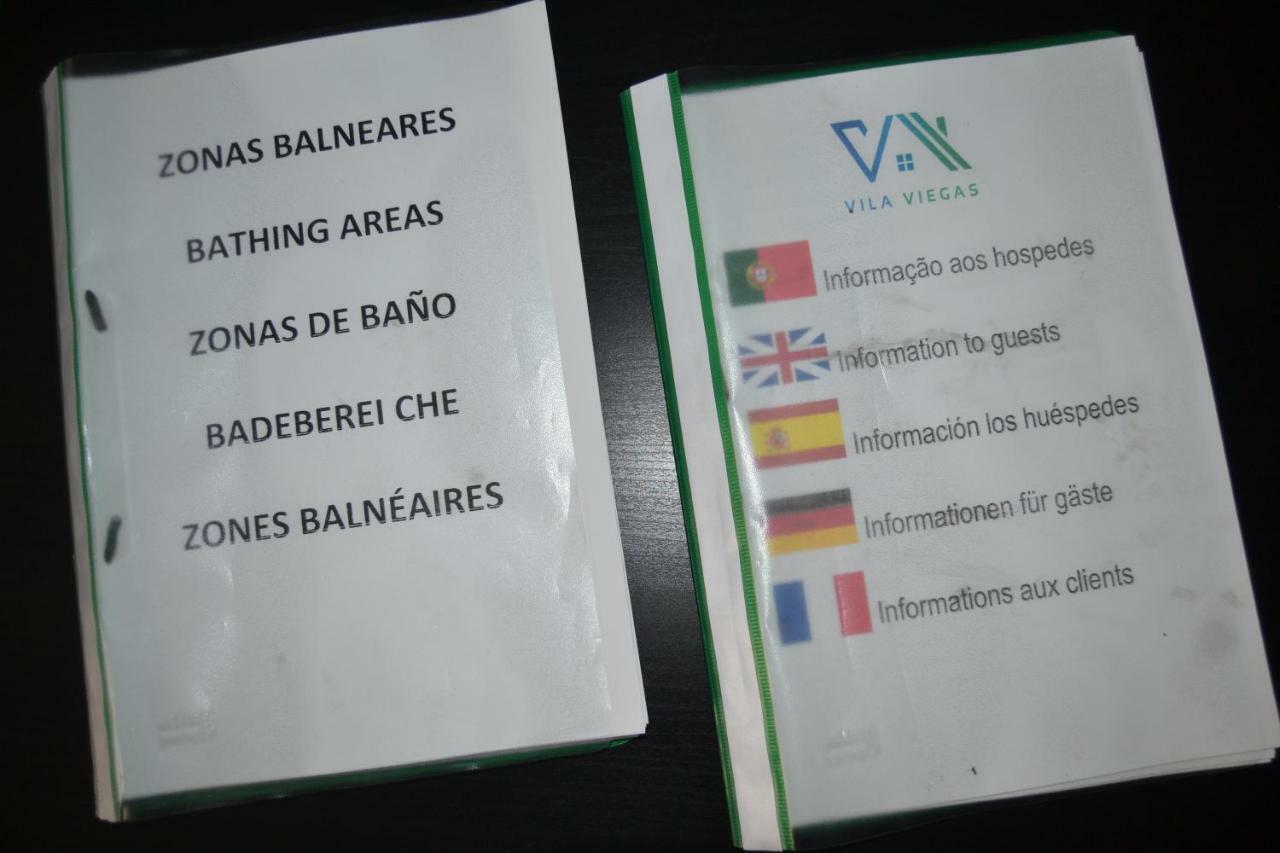 ZONAS BALNEARES
BATHING AREAS
ZONAS DE BAÑO
BADEBEREI CHE
ZONES BALNÉAIRES
VILA VIEGAS
Informação aos hospedes
Information to guests
Información los huéspedes
Informationen für gäste
Informations aux clients